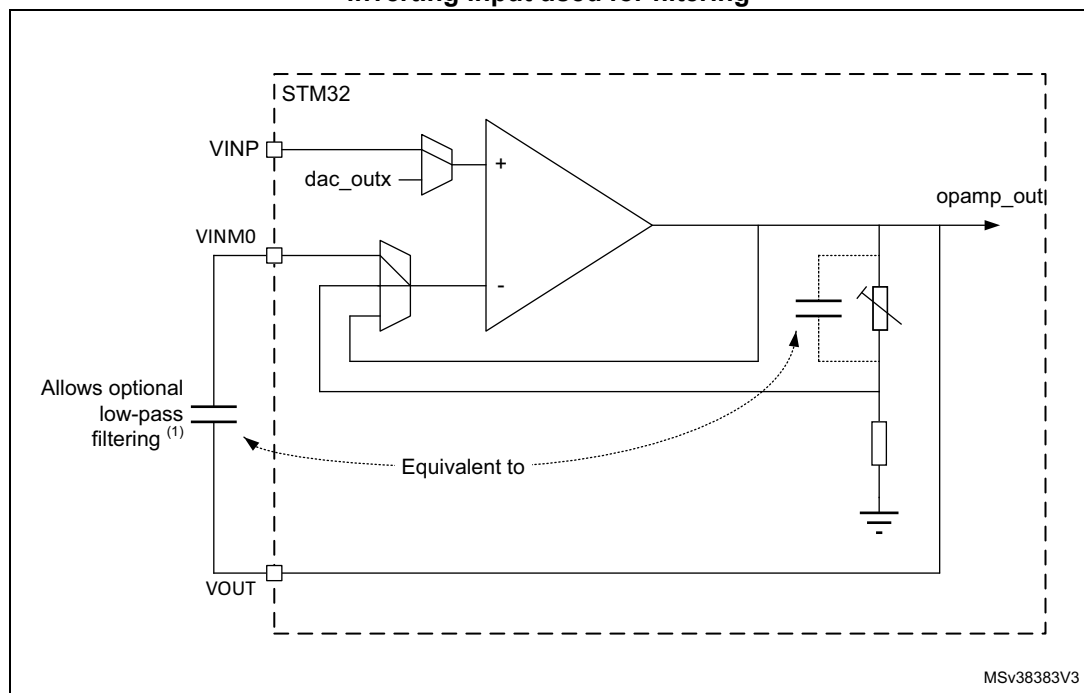 Inverting input used for filtering
STM32
VINP
dac_outx
+
opamp_out
VINM0
-
Allows optional
low-pass
filtering (1)
Equivalent to
VOUT
MSv38383V3